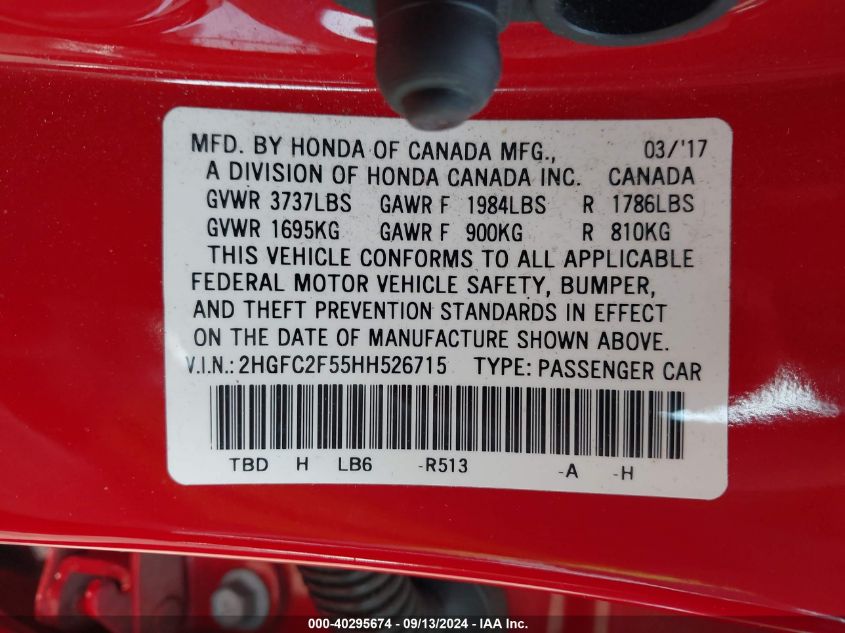 MFD. BY HONDA OF CANADA MFG., 03/'17
A DIVISION OF HONDA CANADA INC. CANADA
GVWR 3737LBS GAWR F 1984LBS R 1786LBS
GVWR 1695KG GAWR F 900KG R 810KG
THIS VEHICLE CONFORMS TO ALL APPLICABLE
FEDERAL MOTOR VEHICLE SAFETY, BUMPER,
AND THEFT PREVENTION STANDARDS IN EFFECT
ON THE DATE OF MANUFACTURE SHOWN ABOVE.
V.I.N.: 2HGFC2F55HH526715 TYPE: PASSENGER CAR
TBD H LB6 -R513 -A -H
000-40295674 - 09/13/2024 - IAA Inc.